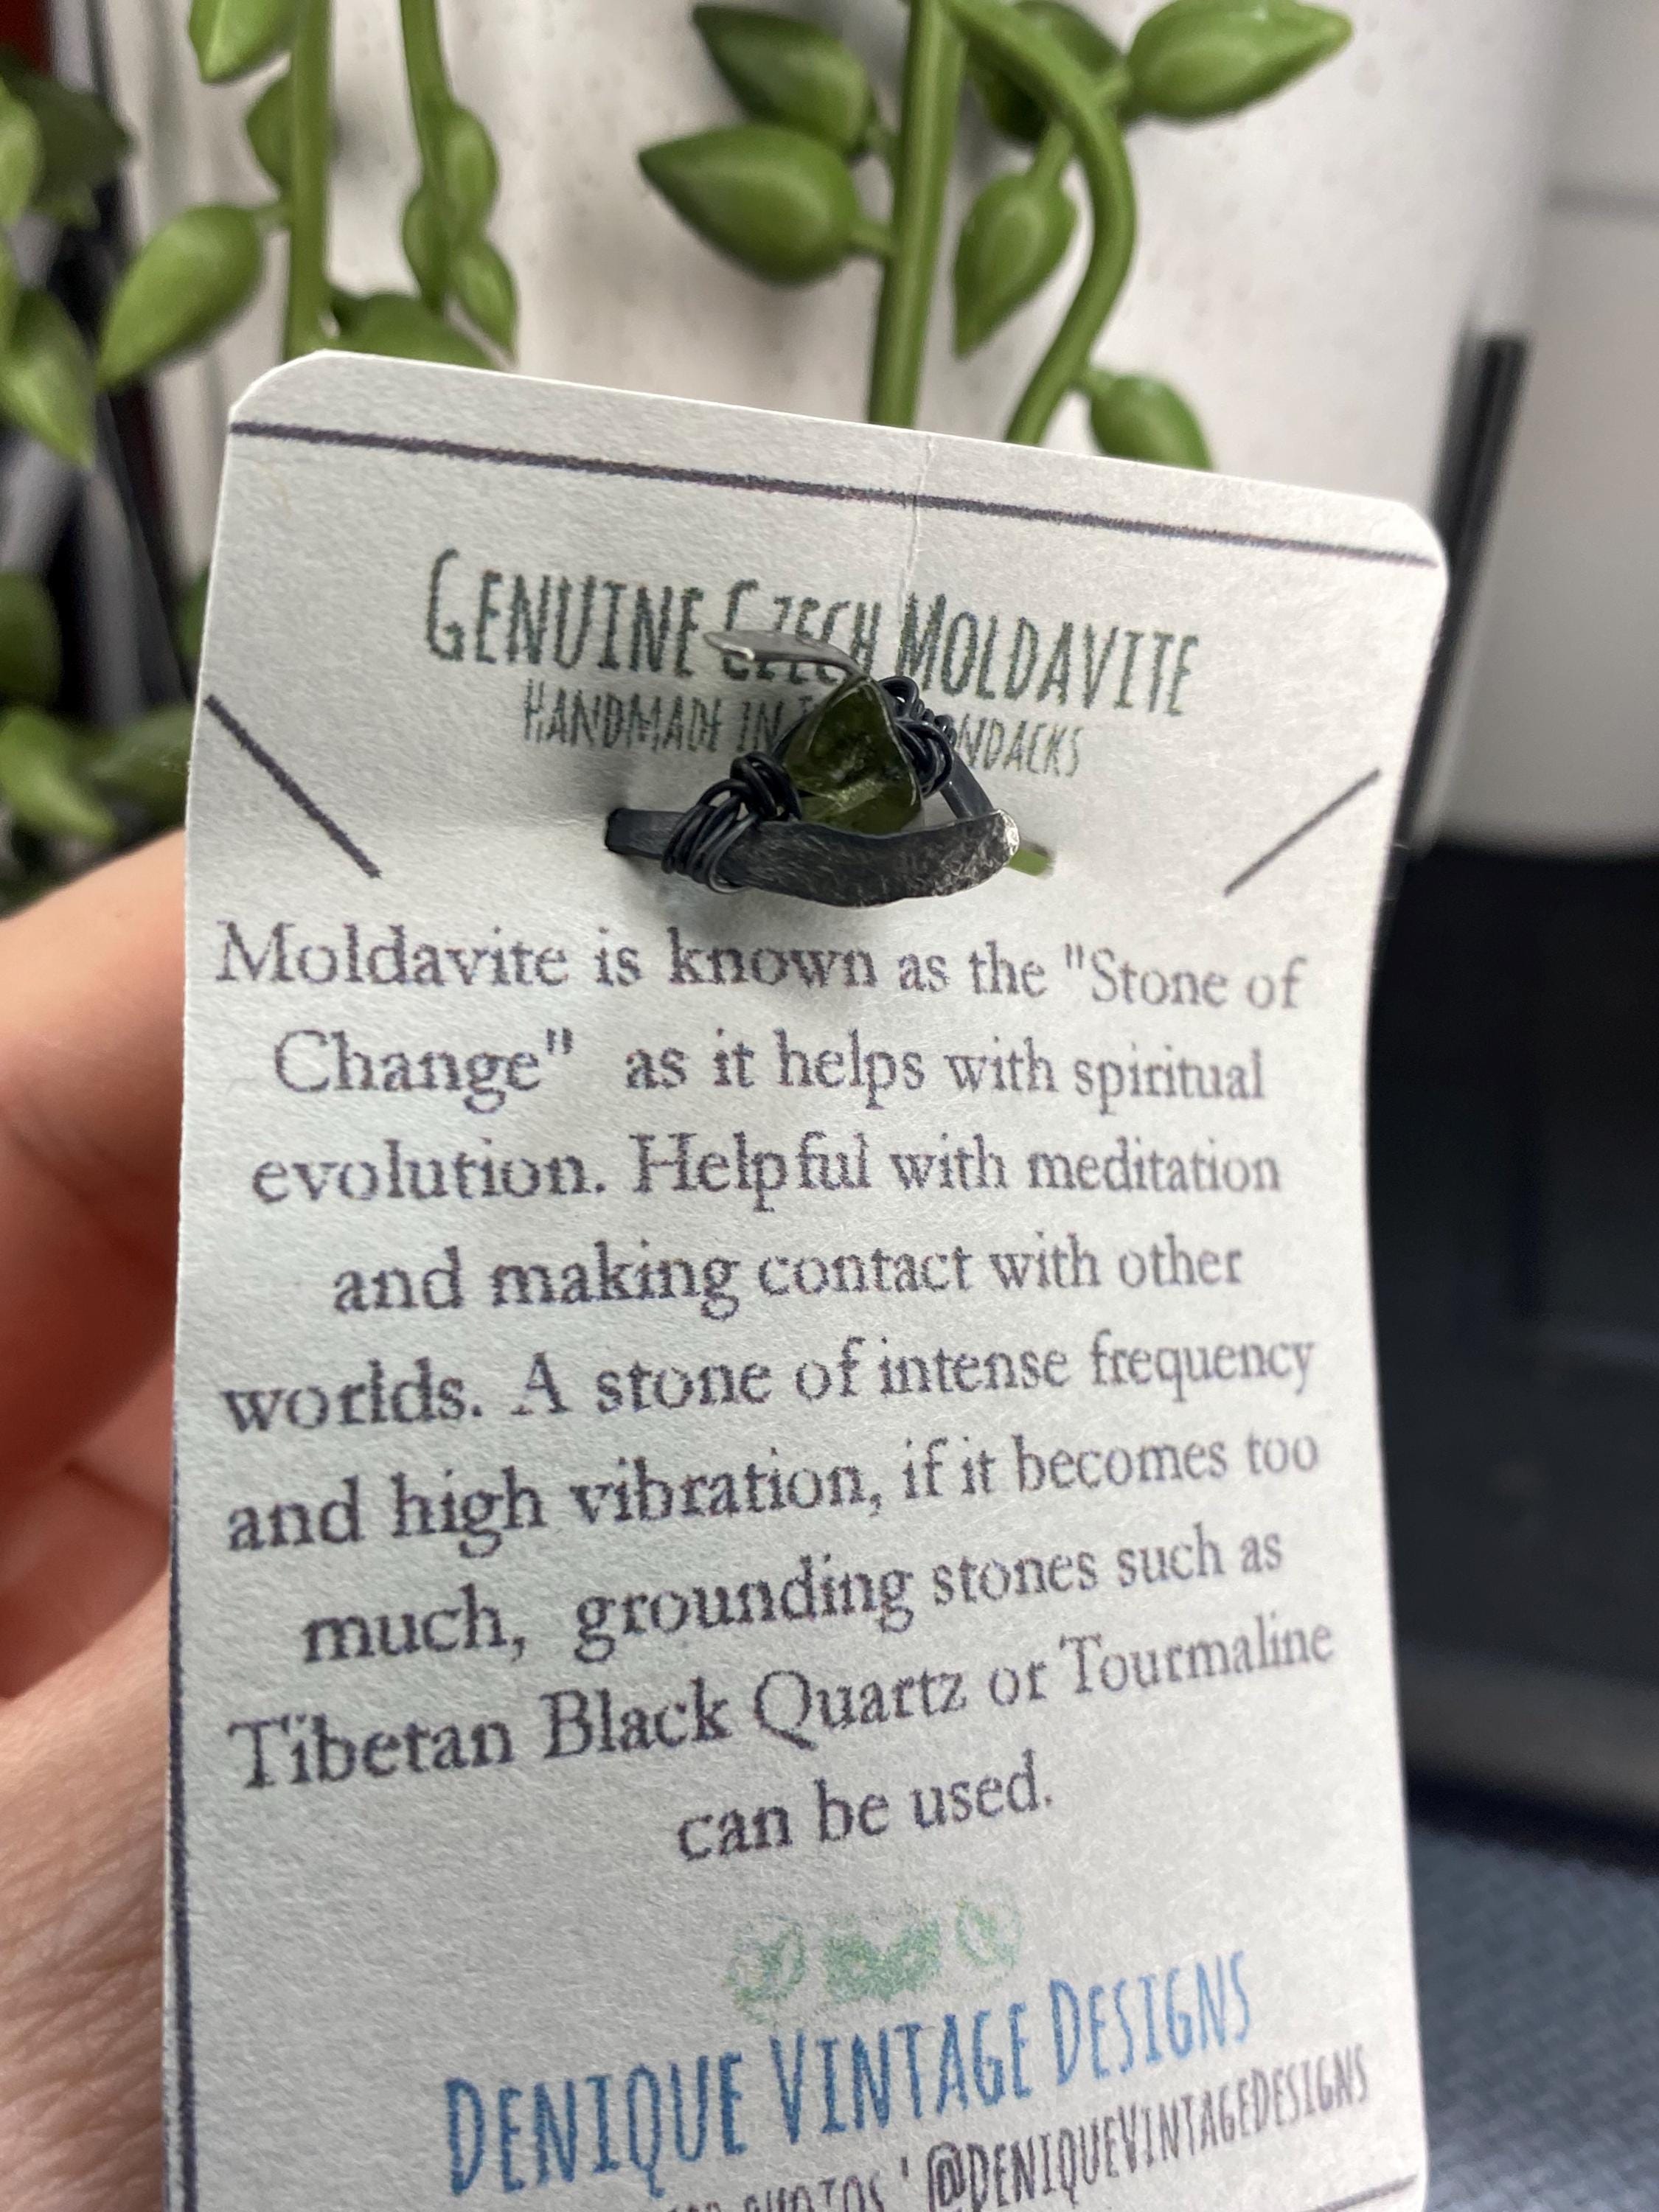 GENUINE CZECH MOLDAVITE
HANDMADE IN
Moldavite is known as the "Stone of
Change" as it helps with spiritual
evolution. Helpful with meditation
and making contact with other
worlds. A stone of intense frequency
and high vibration, if it becomes too
much, grounding stones such as
Tibetan Black Quartz or Tourmaline
can be used.
DENIQUE VINTAGE DESIGNS
PHOTOS ' @DENIQUEVINTAGEDESIGNS